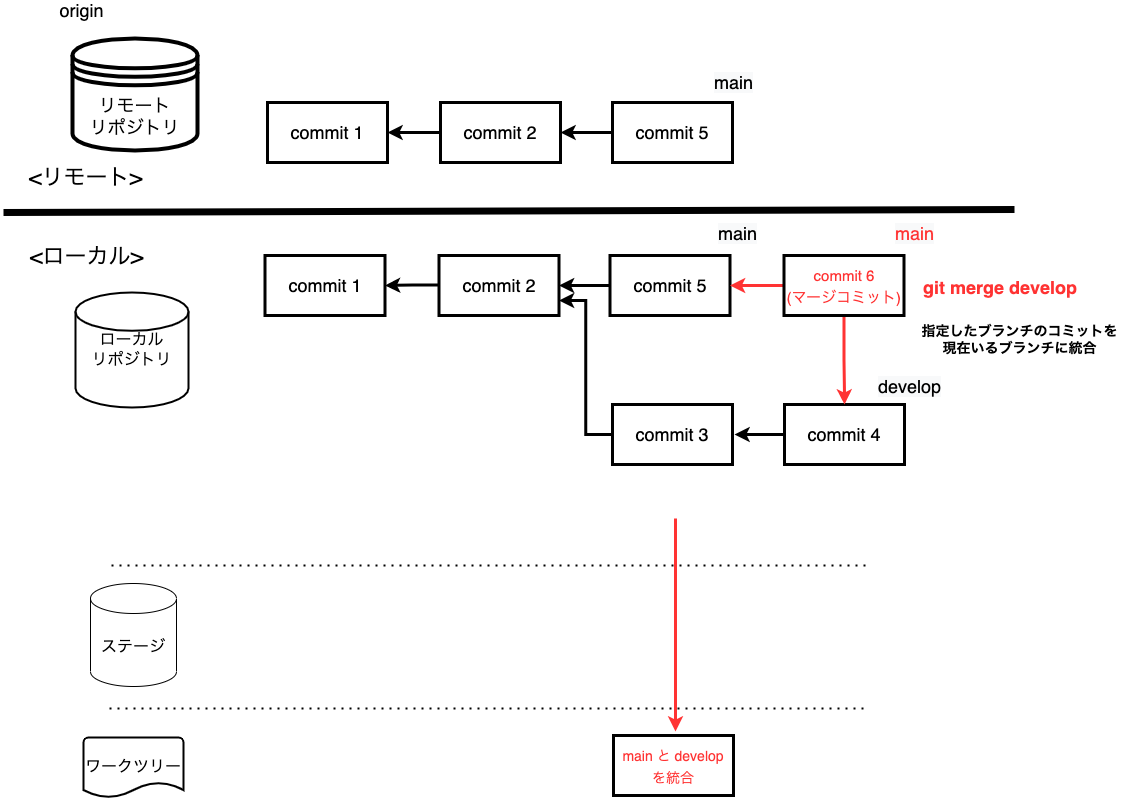 origin
リモート
リポジトリ
<リモート>
main
commit 1
commit 2
commit 5
<ローカル>
ローカル
リポジトリ
main
main
commit 1
commit 2
commit 5
commit 6
(マージコミット)
git merge develop
指定したブランチのコミットを
現在いるブランチに統合
develop
commit 3
commit 4
ステージ
ワークツリー
main と develop
を統合